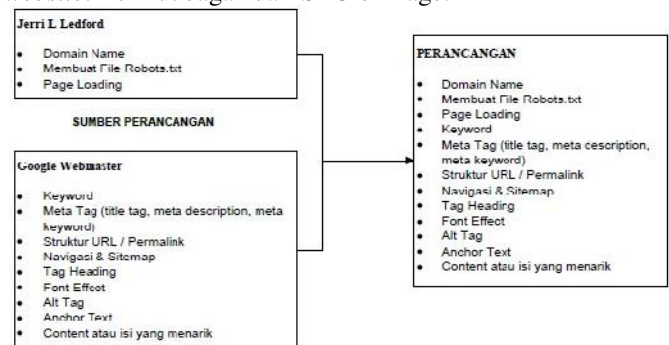 Jerri L Ledford
• Domain Name
• Membuat File Robots.txt
• Page Loading
SUMBER PERANCANGAN
Google Webmaster
• Keyword
• Meta Tag (title tag, meta description, meta
keyword)
• Struktur URL / Permalink
• Navigasi & Sitemap
• Tag Heading
• Font Effect
• Alt Tag
• Anchor Text
• Content atau isi yang menarik
PERANCANGAN
• Domain Name
• Membuat File Robots.txt
• Page Loading
• Keyword
• Meta Tag (title tag, meta cescription,
meta keyword)
• Struktur URL / Permalink
• Navigasi & Sitemap
• Tag Heading
• Font Effect
• Alt Tag
• Anchor Text
• Content atau isi yang menarik